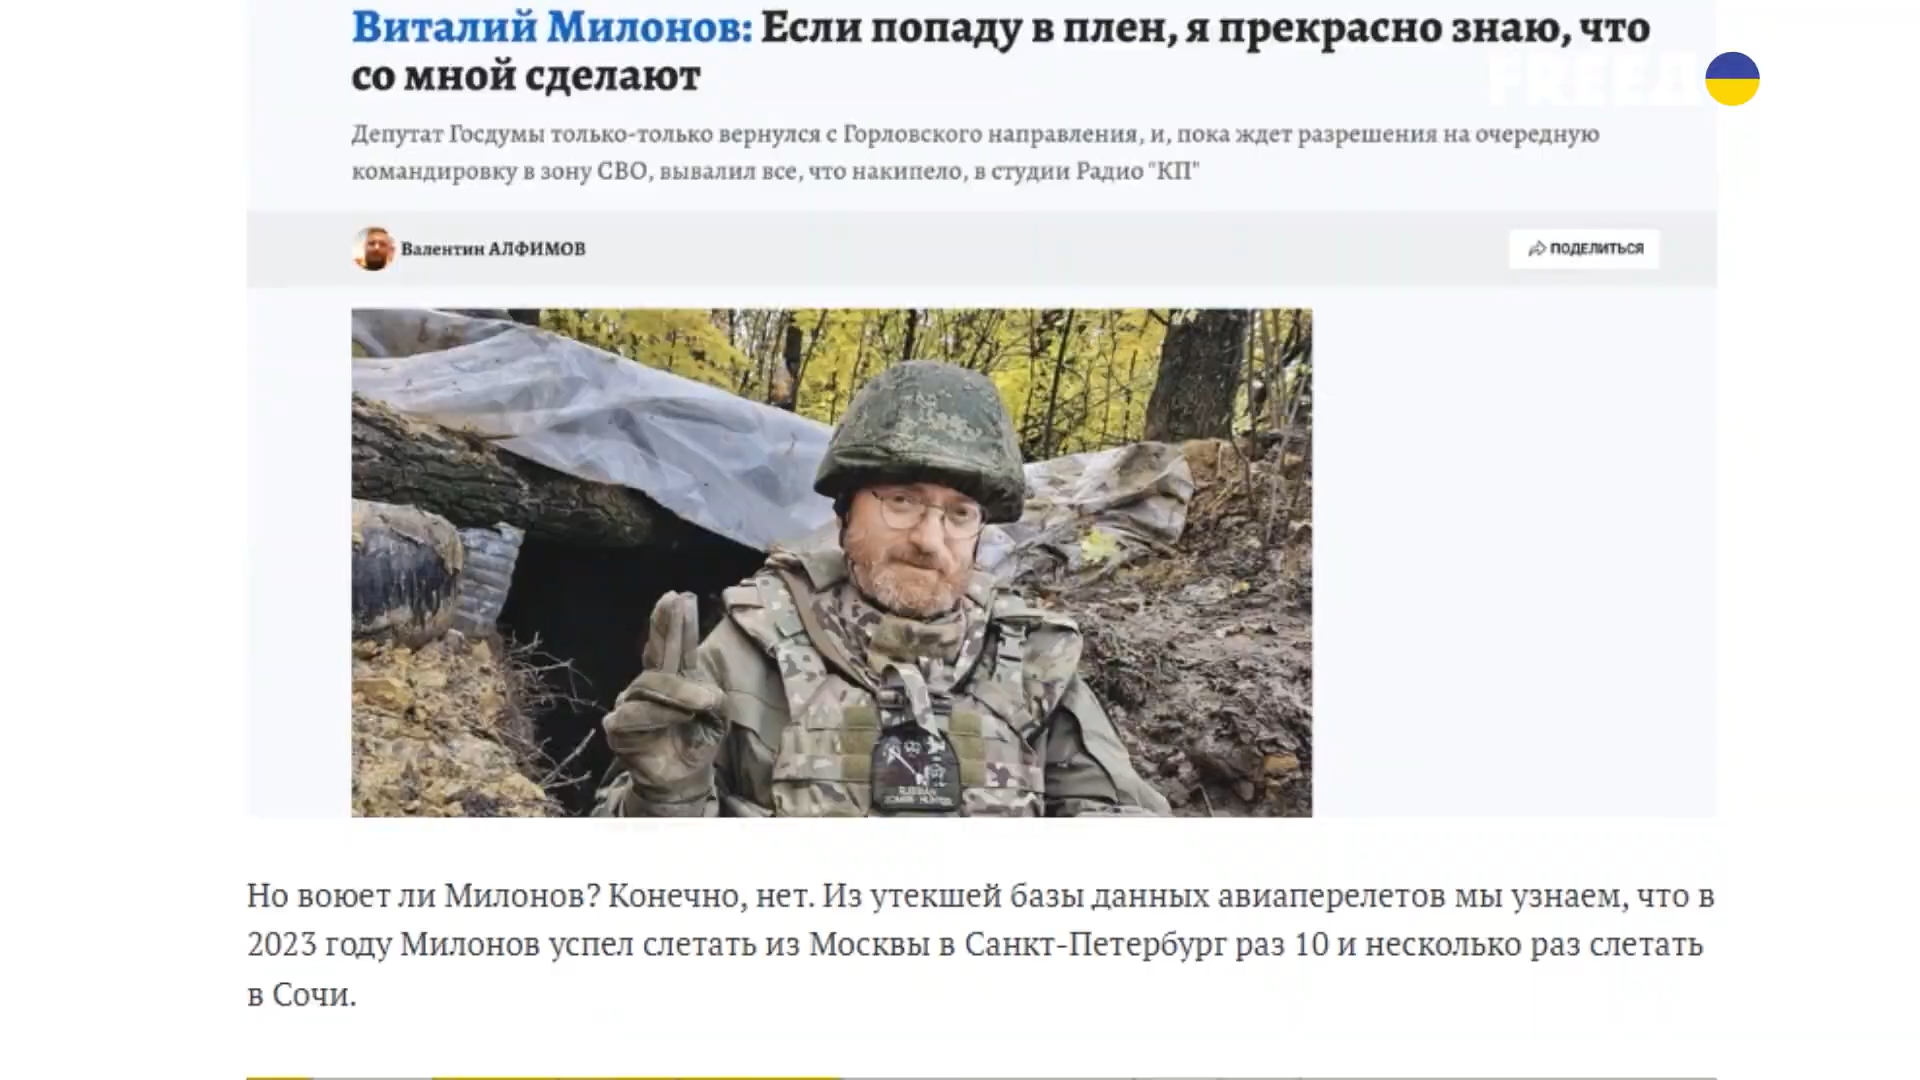 Виталий Милонов: Если попаду в плен, я прекрасно знаю, что
со мной сделают
FREEДОМ
Депутат Госдумы только-только вернулся с Горловского направления, и, пока ждет разрешения на очередную
командировку в зону СВО, вывалил все, что накипело, в студии Радио "КП"
Валентин АЛФИМОВ
ПОДЕЛИТЬСЯ
RUSSIAN
ZOMBIE HUNTER
Но воюет ли Милонов? Конечно, нет. Из утекшей базы данных авиаперелетов мы узнаем, что в
2023 году Милонов успел слетать из Москвы в Санкт-Петербург раз 10 и несколько раз слетать
в Сочи.